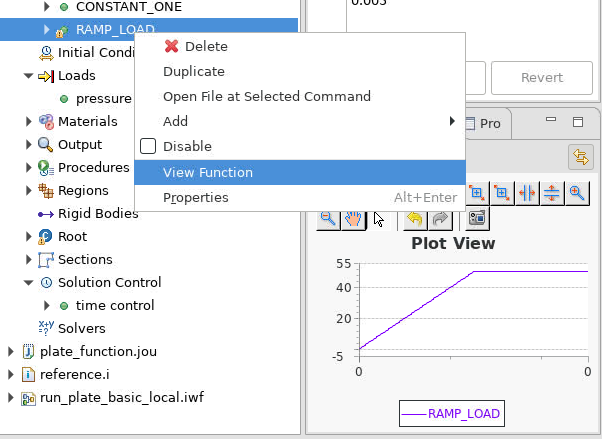 CONSTANT_ONE
RAMP_LOAD
Initial Condi
Loads
pressure
Materials
Output
Procedures
Regions
Rigid Bodies
Root
Sections
Solution Control
time control
Solvers
plate_function.jou
reference.i
run_plate_basic_local.iwf
Delete
Duplicate
Open File at Selected Command
Add
Disable
View Function
Properties Alt+Enter
0.005
Revert
Pro
Plot View
55
40
20
-5
0 0
RAMP_LOAD